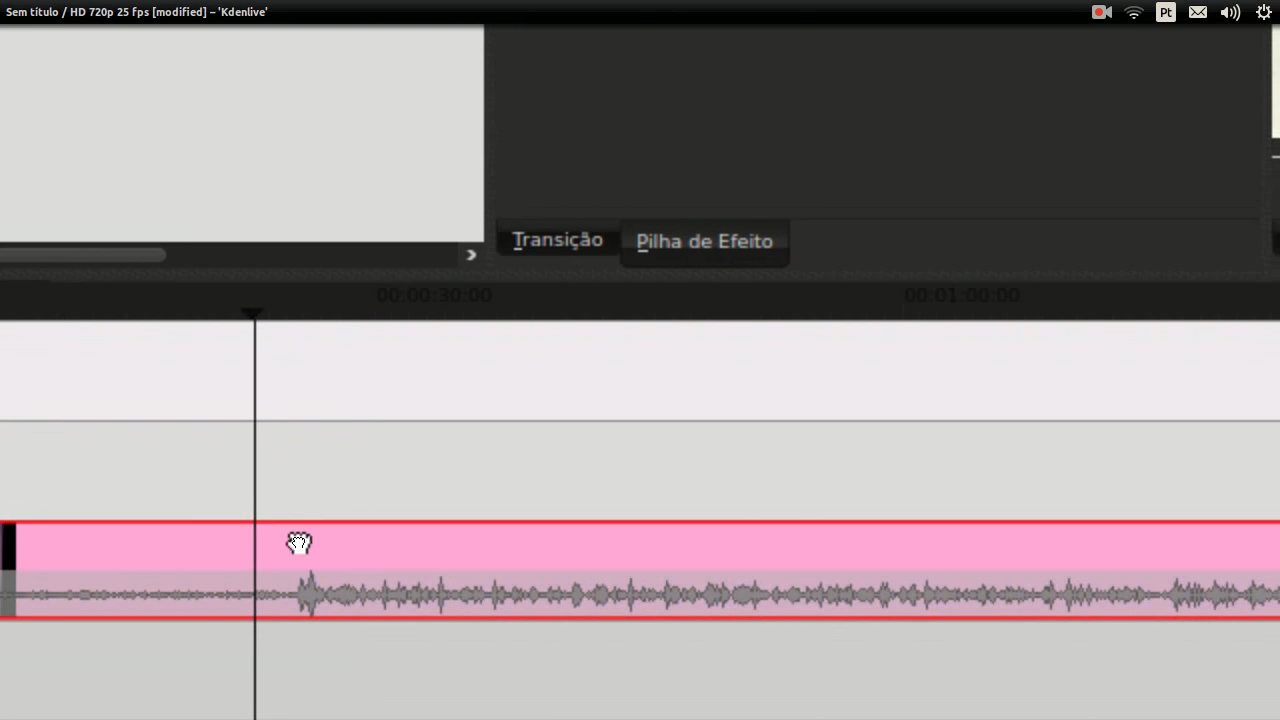 Sem título / HD 720p 25 fps [modified] – 'Kdenlive'
Pt
Transição
Pilha de Efeito
00:00:30:00
00:01:00:00